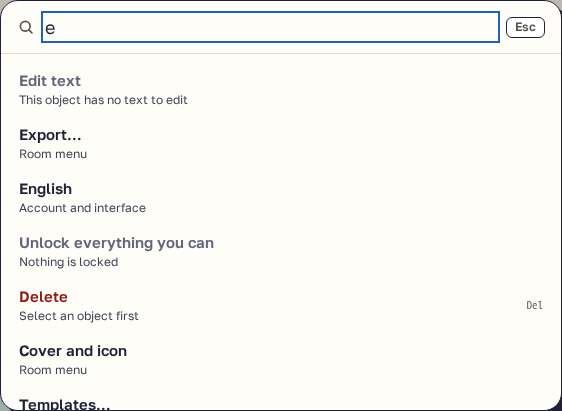 e
Esc
Edit text
This object has no text to edit
Export...
Room menu
English
Account and interface
Unlock everything you can
Nothing is locked
Delete
Select an object first
Del
Cover and icon
Room menu
Templates...